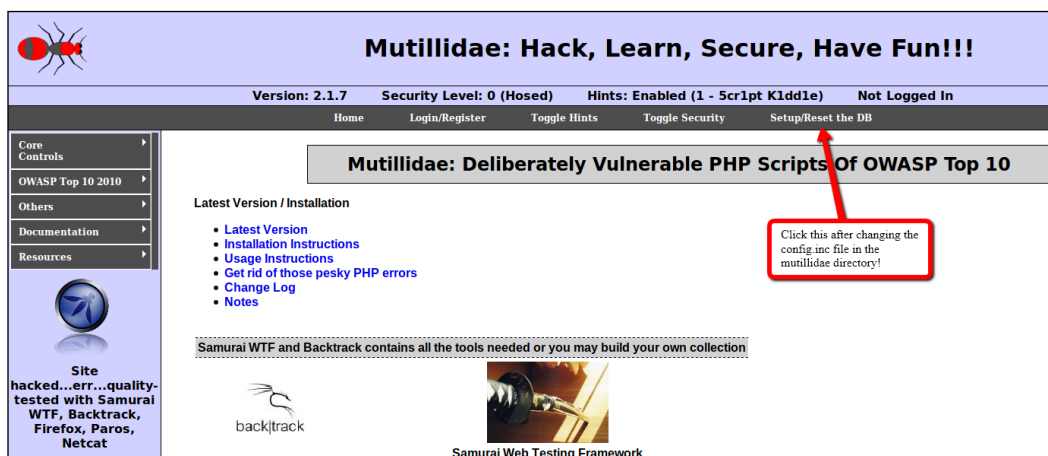 Mutillidae: Hack, Learn, Secure, Have Fun!!!
Version: 2.1.7 Security Level: 0 (Hosed) Hints: Enabled (1 - 5cr1pt K1dd1e) Not Logged In
Home Login/Register Toggle Hints Toggle Security Setup/Reset the DB
Core
Controls
OWASP Top 10 2010
Others
Documentation
Resources
Site
hacked...err...quality-
tested with Samurai
WTF, Backtrack,
Firefox, Paros,
Netcat
Mutillidae: Deliberately Vulnerable PHP Scripts Of OWASP Top 10
Latest Version / Installation
Latest Version
Installation Instructions
Usage Instructions
Get rid of those pesky PHP errors
Change Log
Notes
Click this after changing the
config.inc file in the
mutillidae directory!
Samurai WTF and Backtrack contains all the tools needed or you may build your own collection
back|track
Samurai Web Testing Framework